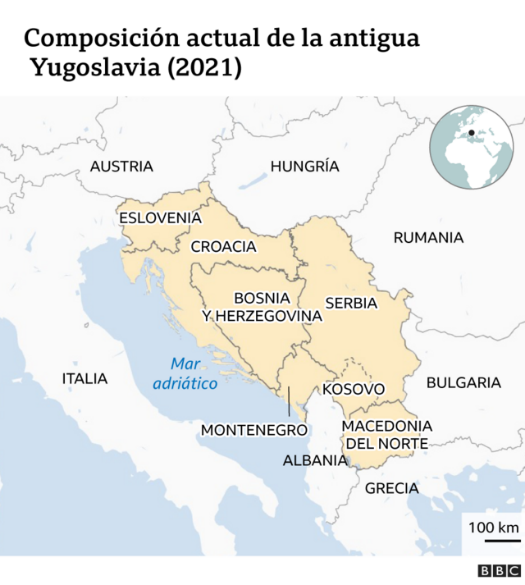 Composición actual de la antigua
Yugoslavia (2021)
AUSTRIA
HUNGRÍA
ESLOVENIA
CROACIA
RUMANIA
BOSNIA
Y HERZEGOVINA
SERBIA
Mar
adriático
ITALIA
KOSOVO
BULGARIA
MONTENEGRO
MACEDONIA
DEL NORTE
ALBANIA
GRECIA
100 km
BBC